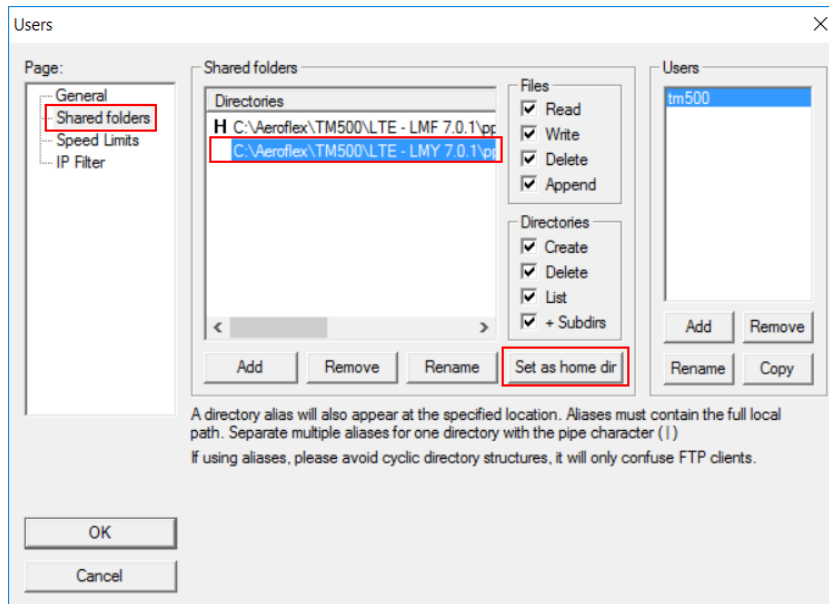 Users
Page:
General
Shared folders
Speed Limits
IP Filter
Shared folders
Directories
H C:\Aeroflex\TM500\LTE - LMF 7.0.1\pp
C:\Aeroflex\TM500\LTE - LMY 7.0.1\pp
Add
Remove
Rename
Set as home dir
Files
Read
Write
Delete
Append
Directories
Create
Delete
List
+ Subdirs
Users
tm500
Add
Remove
Rename
Copy
A directory alias will also appear at the specified location. Aliases must contain the full local
path. Separate multiple aliases for one directory with the pipe character ( | )
If using aliases, please avoid cyclic directory structures, it will only confuse FTP clients.
OK
Cancel